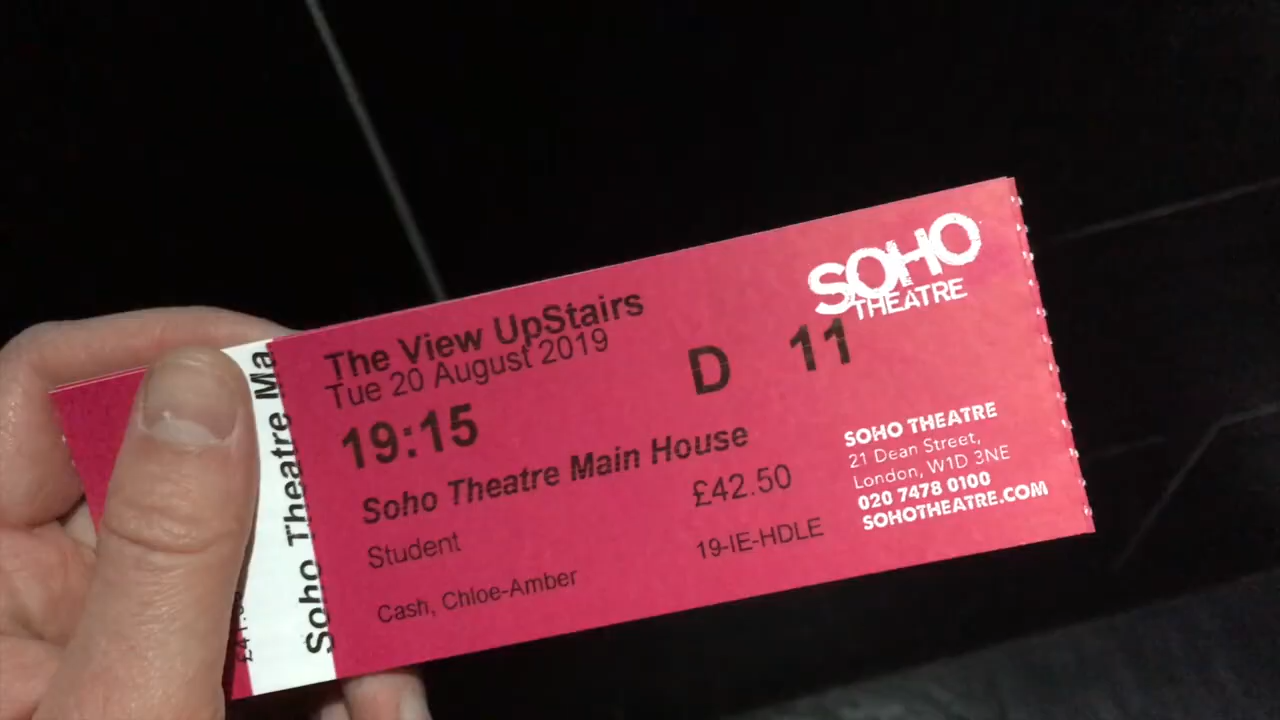 The View UpStairs
Tue 20 August 2019
19:15
D 11
Soho Theatre Main House
£42.50
Student
19-IE-HDLE
Cash, Chloe-Amber
SOHO
THEATRE
SOHO THEATRE
21 Dean Street,
London, W1D 3NE
020 7478 0100
SOHOTHEATRE.COM
Soho Theatre Ma